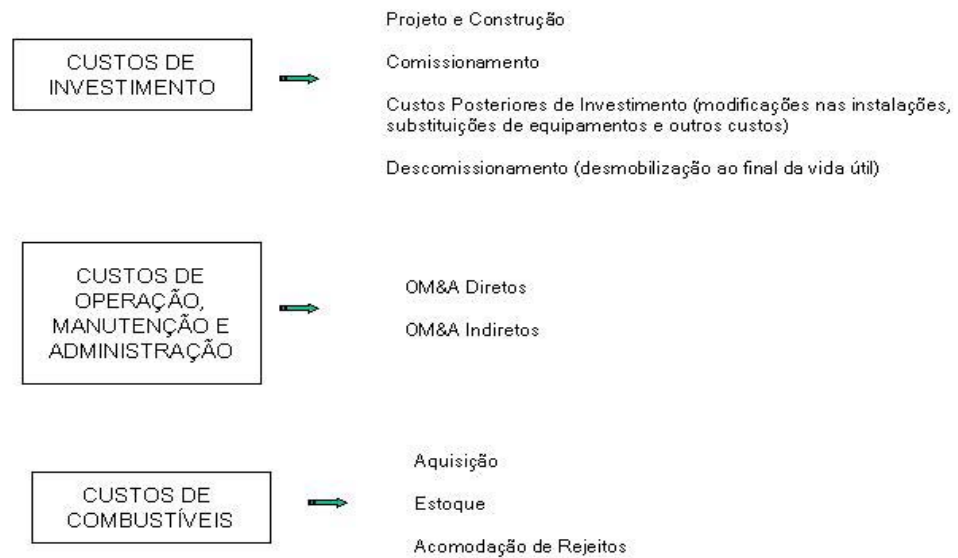 CUSTOS DE
INVESTIMENTO
Projeto e Construção
Comissionamento
Custos Posteriores de Investimento (modificações nas instalações,
substituições de equipamentos e outros custos)
Descomissionamento (desmobilização ao final da vida útil)
CUSTOS DE
OPERAÇÃO,
MANUTENÇÃO E
ADMINISTRAÇÃO
OM&A Diretos
OM&A Indiretos
CUSTOS DE
COMBUSTÍVEIS
Aquisição
Estoque
Acomodação de Rejeitos